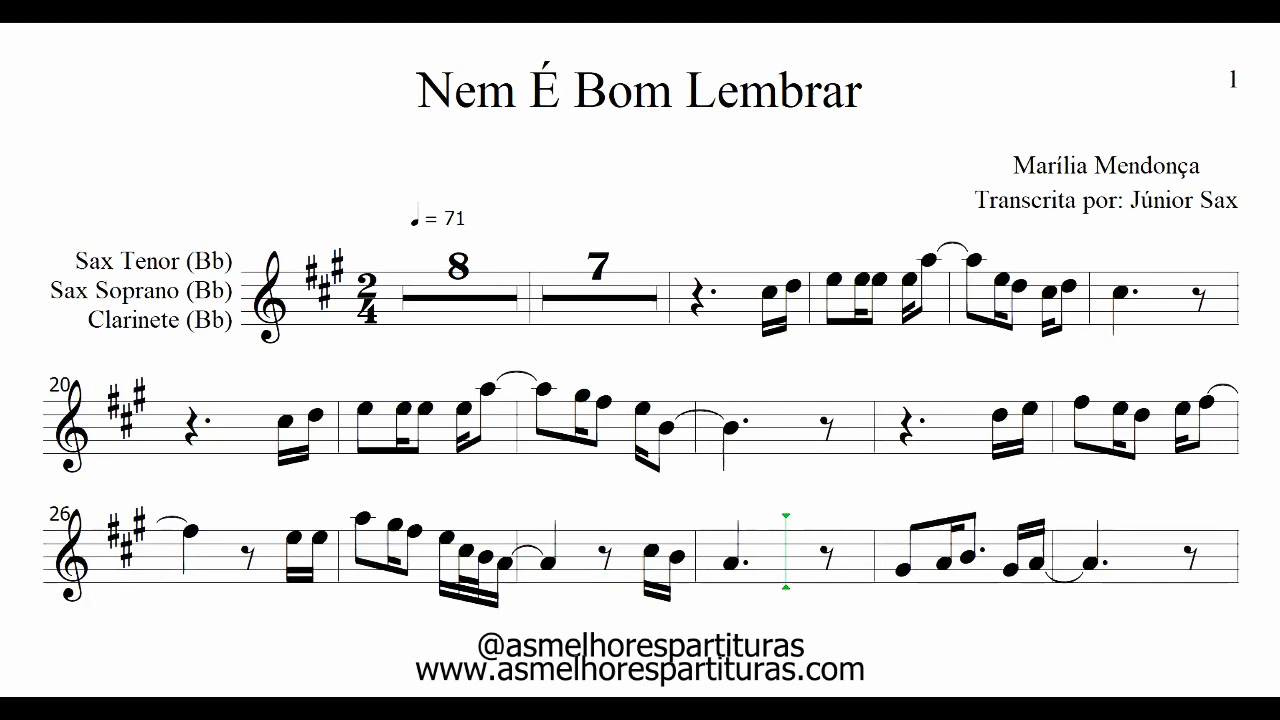 Nem É Bom Lembrar
1
Marília Mendonça
Transcrita por: Júnior Sax
= 71
Sax Tenor (Bb)
Sax Soprano (Bb)
Clarinete (Bb)
2
4
8
7
20
26
@asmelhorespartituras
www.asmelhorespartituras.com